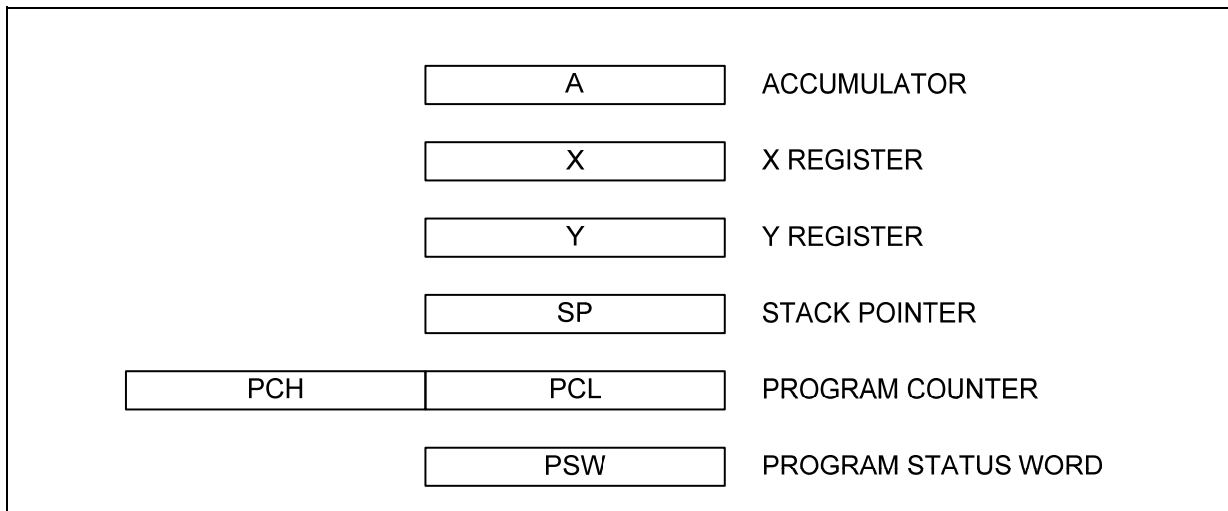 A ACCUMULATOR
X X REGISTER
Y Y REGISTER
SP STACK POINTER
PCH PCL PROGRAM COUNTER
PSW PROGRAM STATUS WORD